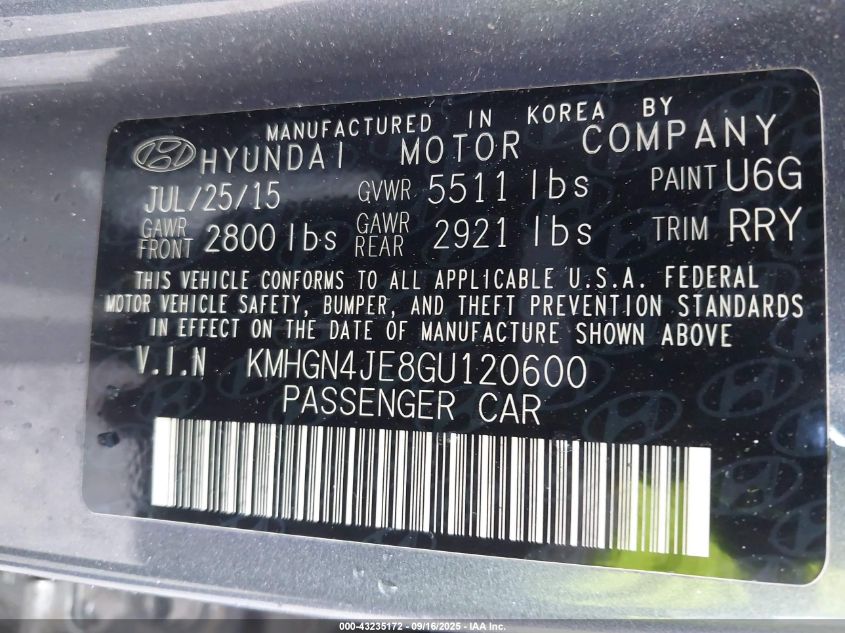 MANUFACTURED IN KOREA BY
HYUNDAI MOTOR COMPANY
JUL/25/15 GVWR 5511 lbs PAINT U6G
GAWR FRONT 2800 lbs GAWR REAR 2921 lbs TRIM RRY
THIS VEHICLE CONFORMS TO ALL APPLICABLE U.S.A. FEDERAL
MOTOR VEHICLE SAFETY, BUMPER, AND THEFT PREVENTION STANDARDS
IN EFFECT ON THE DATE OF MANUFACTURE SHOWN ABOVE
V.I.N KMHGN4JE8GU120600
PASSENGER CAR
000-43235172 - 09/16/2025 - IAA Inc.